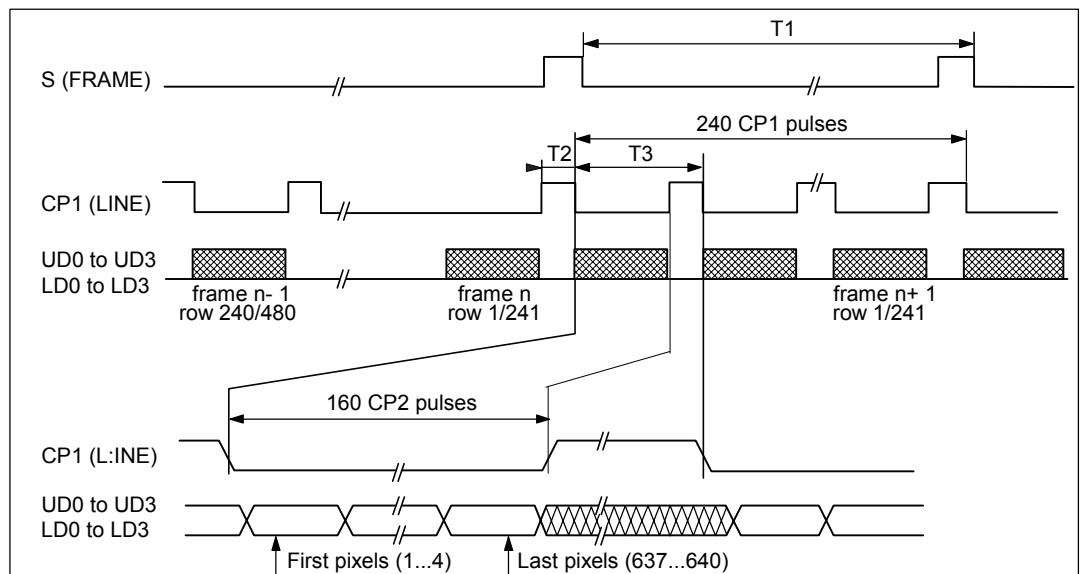 T1
S (FRAME)
240 CP1 pulses
T2 T3
CP1 (LINE)
UD0 to UD3
LD0 to LD3
frame n- 1
row 240/480
frame n
row 1/241
frame n+ 1
row 1/241
160 CP2 pulses
CP1 (L:INE)
UD0 to UD3
LD0 to LD3
First pixels (1...4)
Last pixels (637...640)